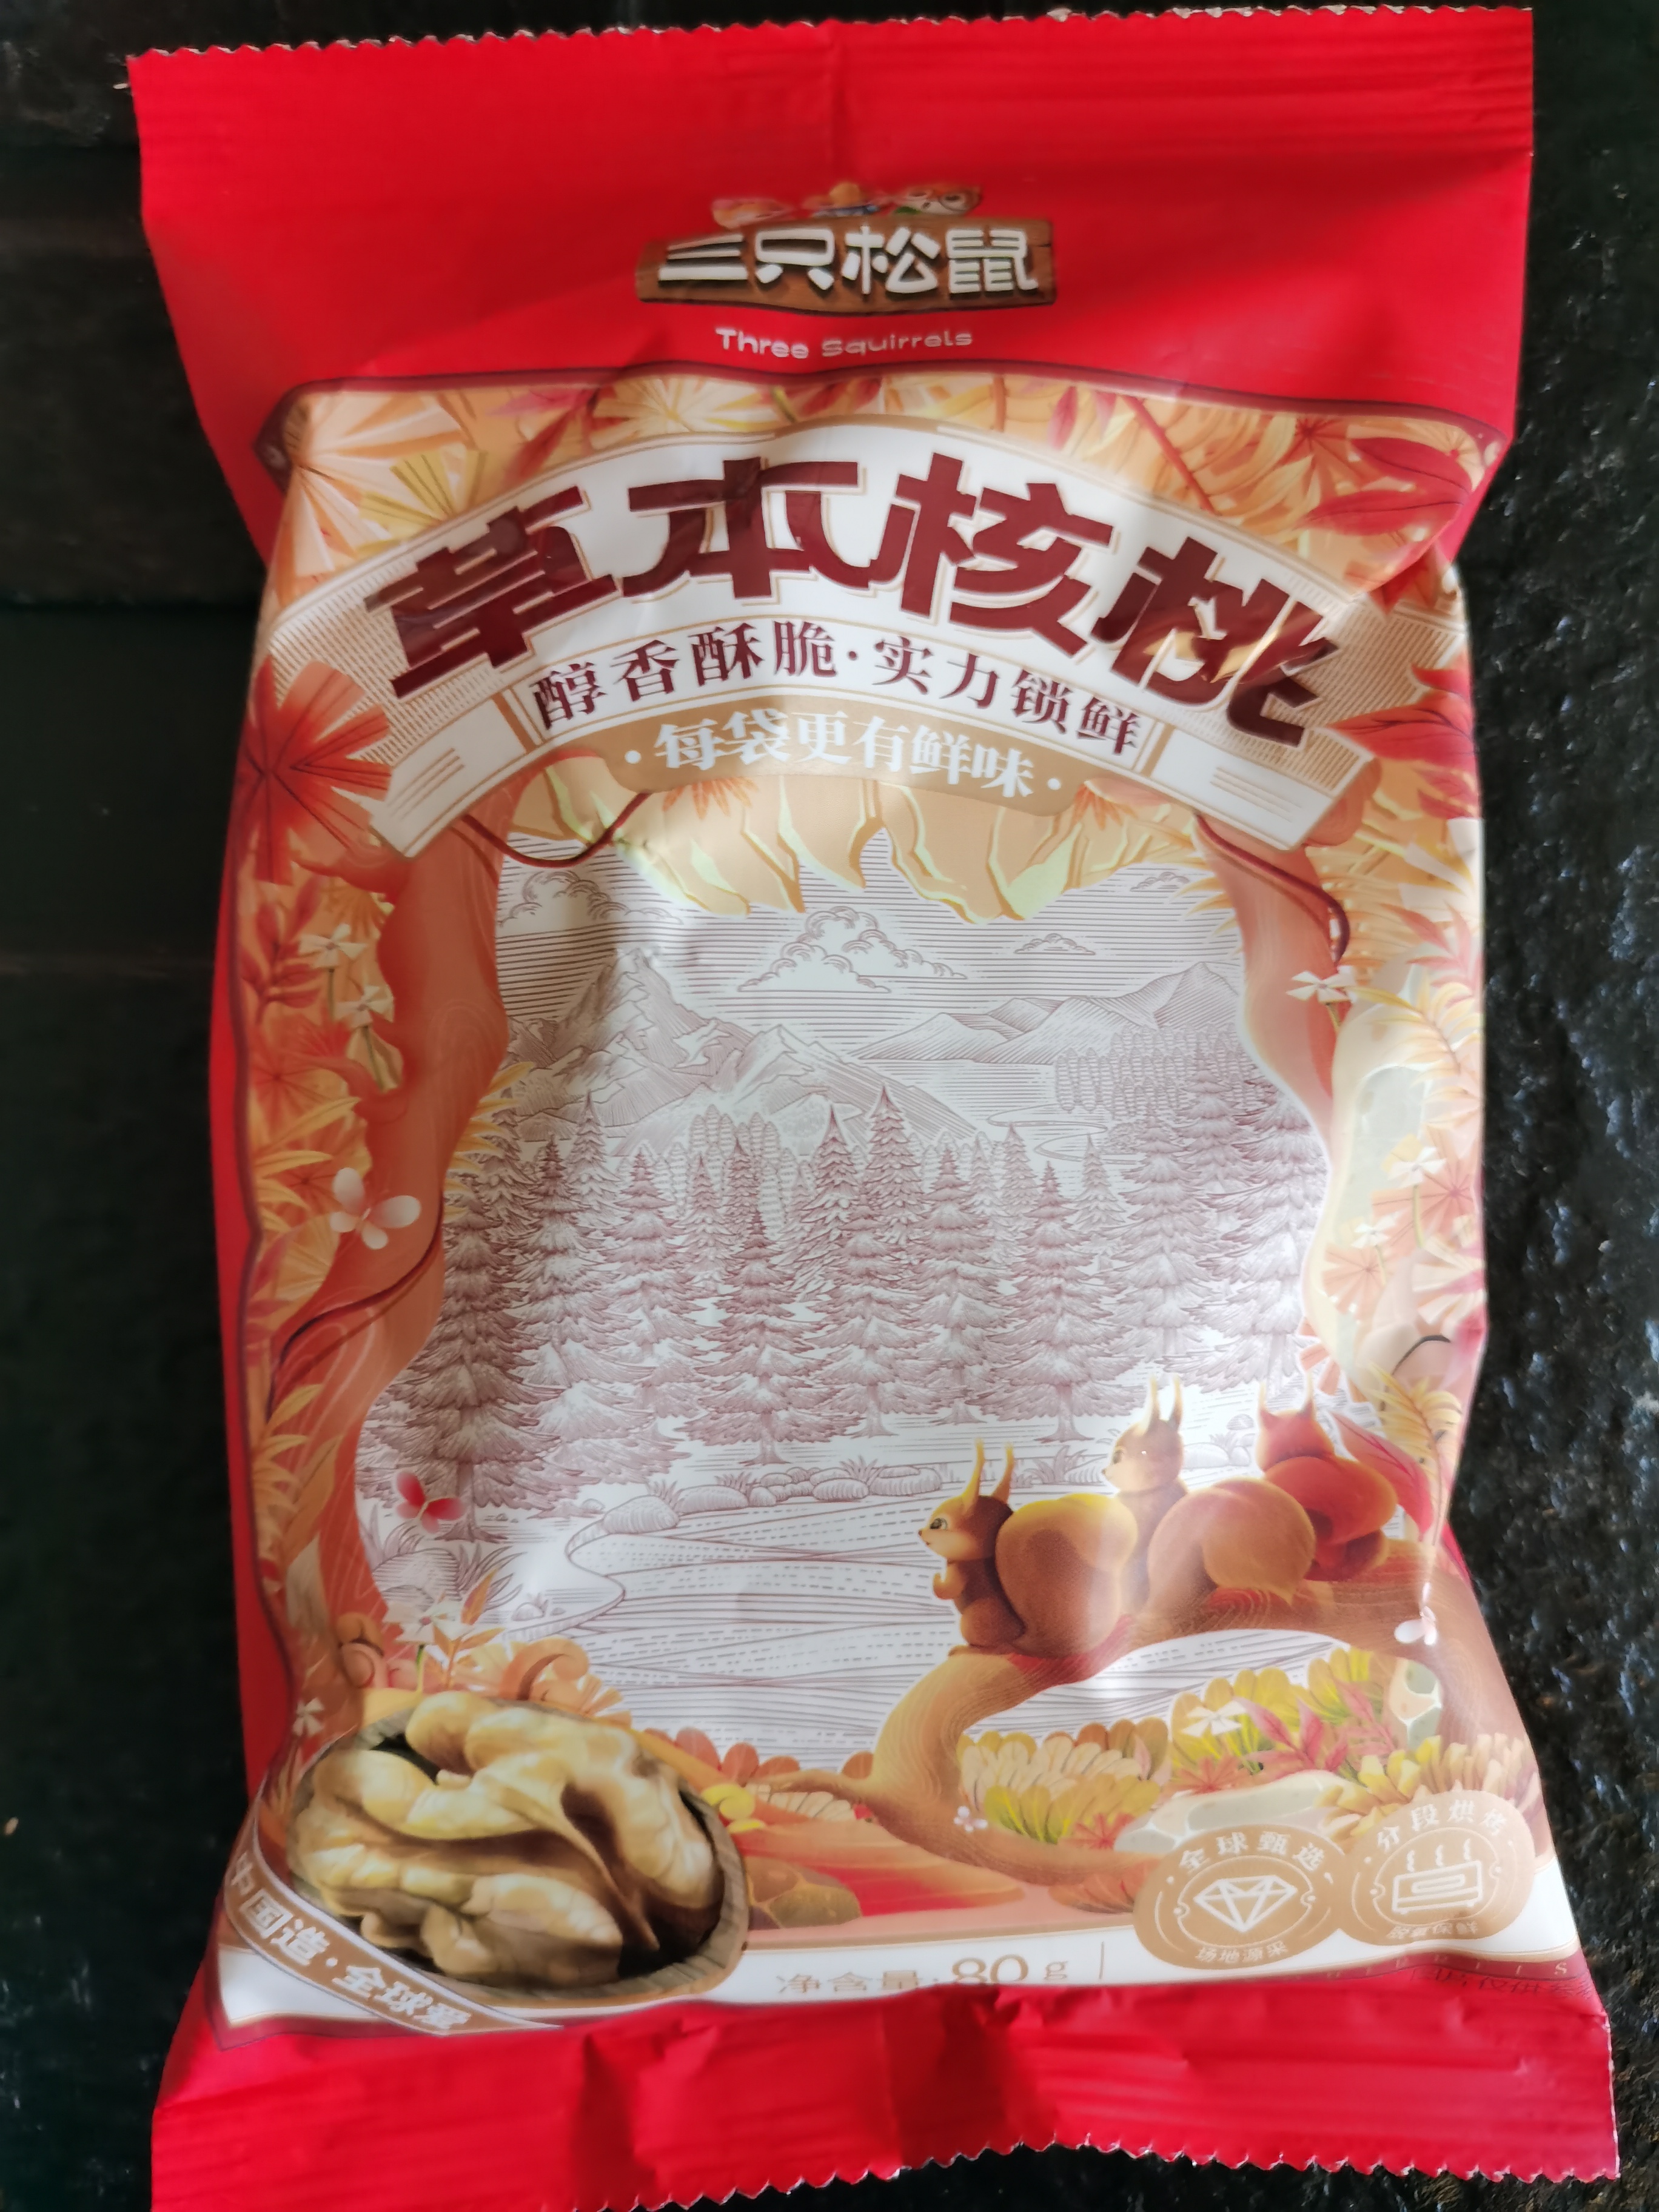 三只松鼠
Three Squirrels
草本核桃
醇香酥脆·实力锁鲜
·每袋更有鲜味·
全球甄选
场地源采
分段烘烤
中国造·全球爱
净含量:80g